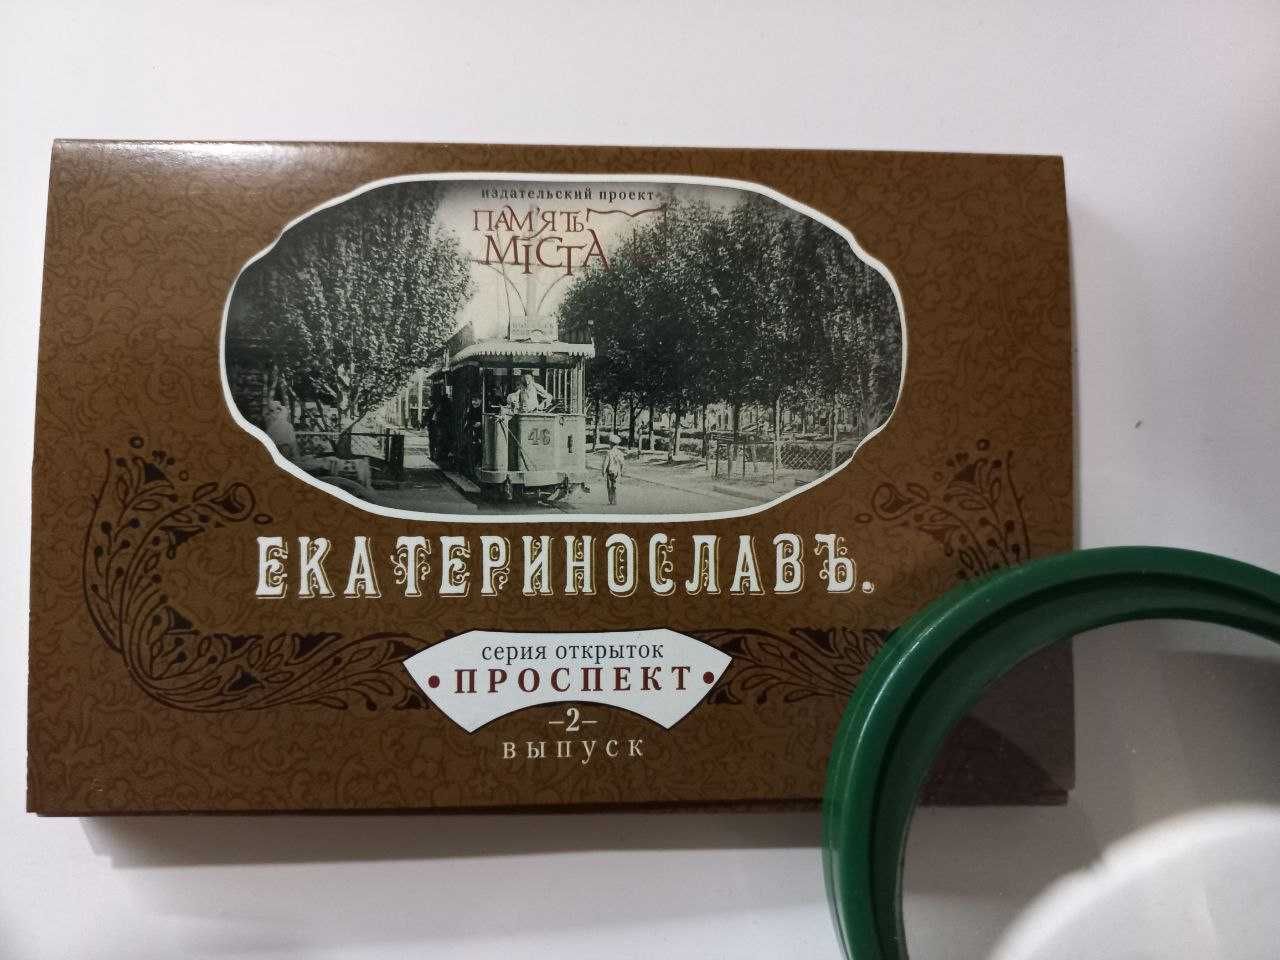 издательский проект
ПАМ'ЯТЬ
МІСТА
46
ЕКАТЕРИНОСЛАВЪ.
серия открыток
• ПРОСПЕКТ •
–2–
выпуск